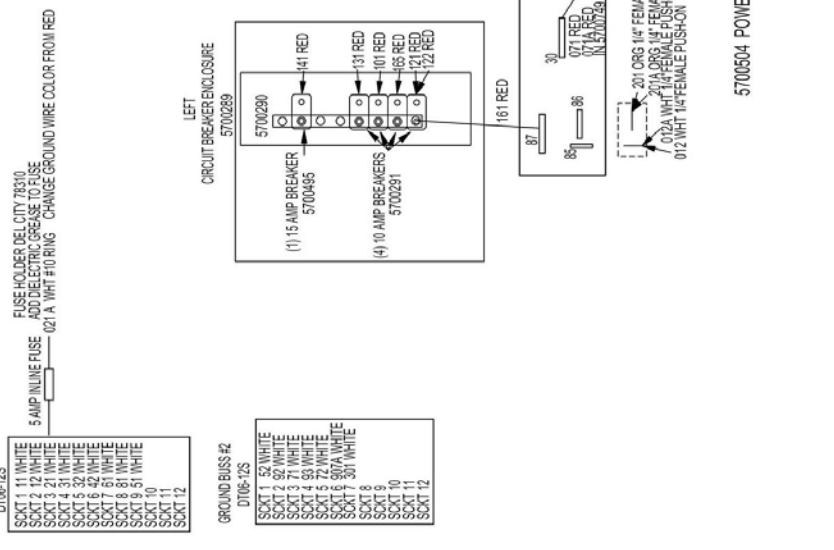 FUSE HOLDER DEL CITY 78310
ADD DIELECTRIC GREASE TO FUSE
5 AMP INLINE FUSE
021 A WHT #10 RING CHANGE GROUND WIRE COLOR FROM RED
DT06-12S
SCKT 1 11 WHITE
SCKT 2 12 WHITE
SCKT 3 21 WHITE
SCKT 4 31 WHITE
SCKT 5 32 WHITE
SCKT 6 42 WHITE
SCKT 7 61 WHITE
SCKT 8 81 WHITE
SCKT 9 51 WHITE
SCKT 10
SCKT 11
SCKT 12
GROUND BUSS #2
DT06-12S
SCKT 1 52 WHITE
SCKT 2 92 WHITE
SCKT 3 71 WHITE
SCKT 4 93 WHITE
SCKT 5 72 WHITE
SCKT 6 907A WHITE
SCKT 7 301 WHITE
SCKT 8
SCKT 9
SCKT 10
SCKT 11
SCKT 12
LEFT
CIRCUIT BREAKER ENCLOSURE
5700289
5700290
141 RED
131 RED
101 RED
165 RED
121 RED
122 RED
(1) 15 AMP BREAKER
5700495
(4) 10 AMP BREAKERS
5700291
161 RED
30
071 RED
071A RED
IN 5700749
87
86
85
201 ORG 1/4" FEMA
201A ORG 1/4" FEMA
012A WHT 1/4"FEMALE PUSH
012 WHT 1/4"FEMALE PUSH-ON
5700504 POWE